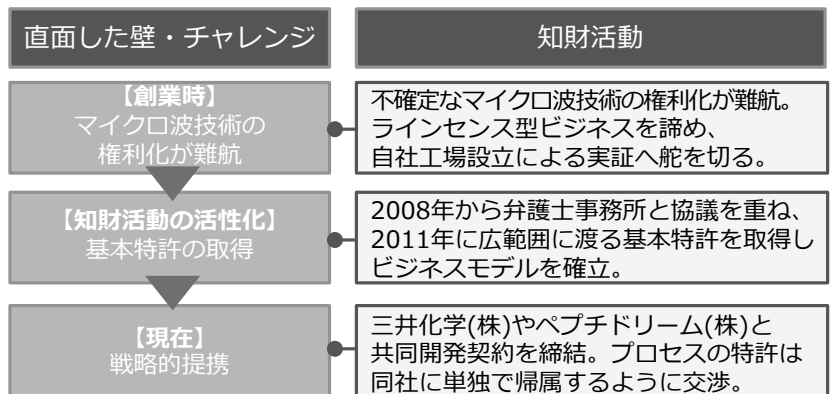 直面した壁・チャレンジ
知財活動
【創業時】
マイクロ波技術の
権利化が難航
不確定なマイクロ波技術の権利化が難航。
ラインセンス型ビジネスを諦め、
自社工場設立による実証へ舵を切る。
【知財活動の活性化】
基本特許の取得
2008年から弁護士事務所と協議を重ね、
2011年に広範囲に渡る基本特許を取得し
ビジネスモデルを確立。
【現在】
戦略的提携
三井化学(株)やペプチドリーム(株)と
共同開発契約を締結。プロセスの特許は
同社に単独で帰属するように交渉。